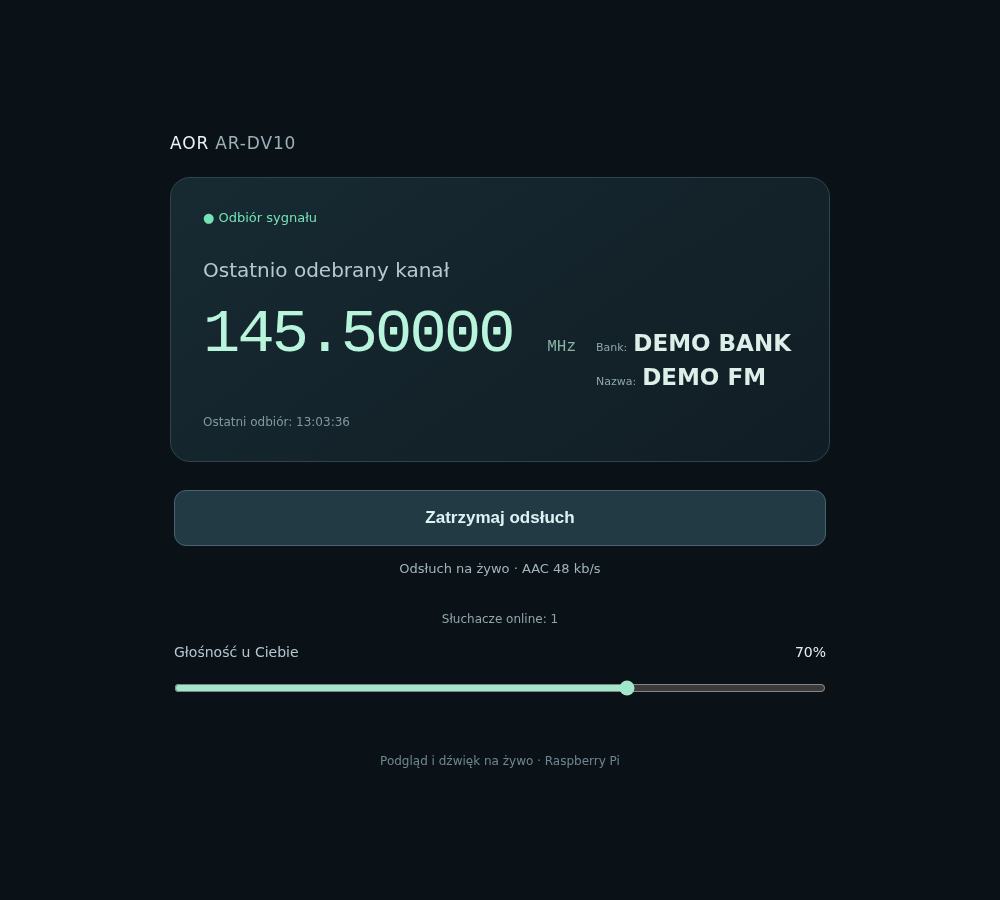 AOR AR-DV10
● Odbiór sygnału
Ostatnio odebrany kanał
145.50000 MHz Bank: DEMO BANK
Nazwa: DEMO FM
Ostatni odbiór: 13:03:36
Zatrzymaj odsłuch
Odsłuch na żywo · AAC 48 kb/s
Słuchacze online: 1
Głośność u Ciebie 70%
Podgląd i dźwięk na żywo · Raspberry Pi